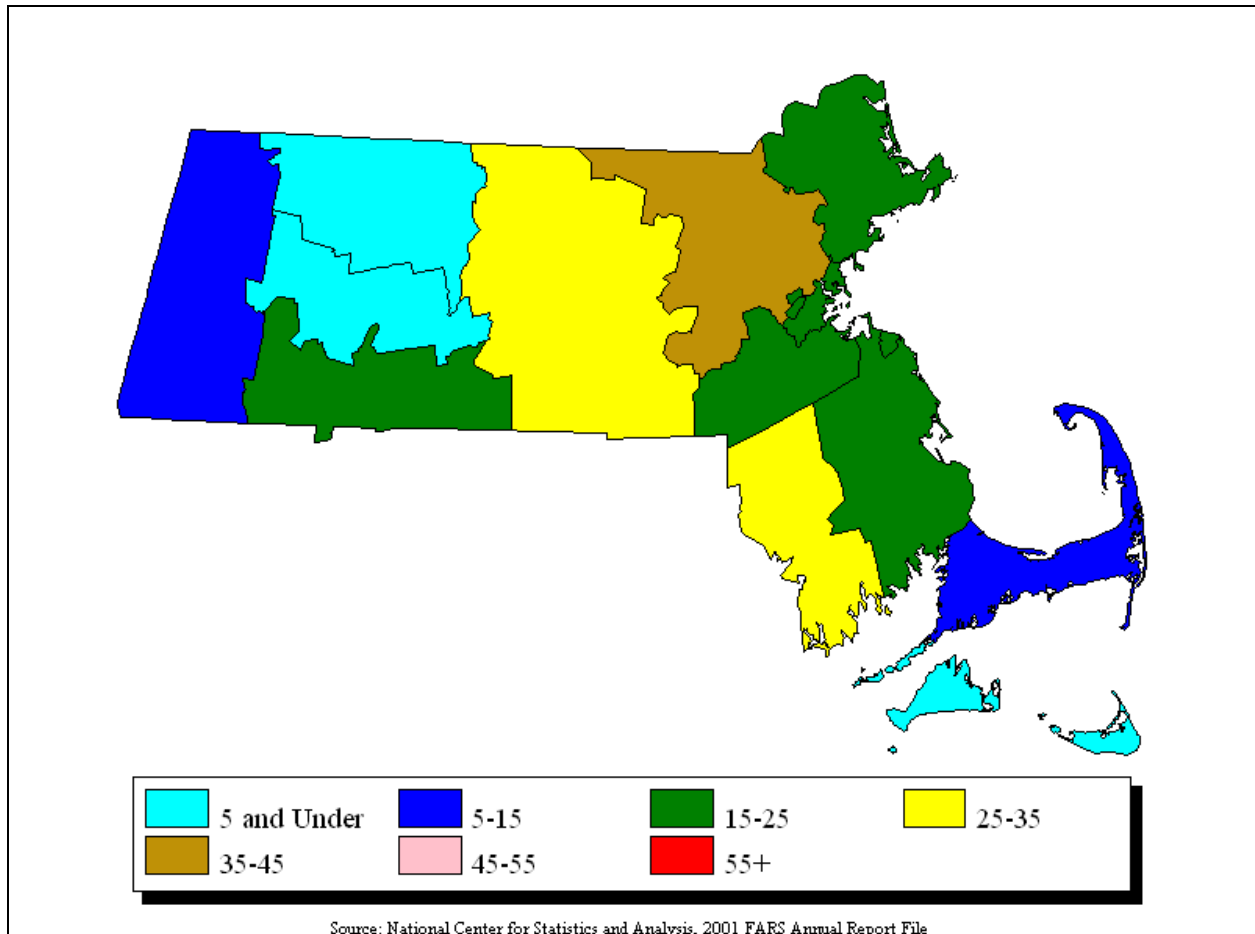 5 and Under 5-15 15-25 25-35
35-45 45-55 55+
Source: National Center for Statistics and Analysis, 2001 FARS Annual Report File